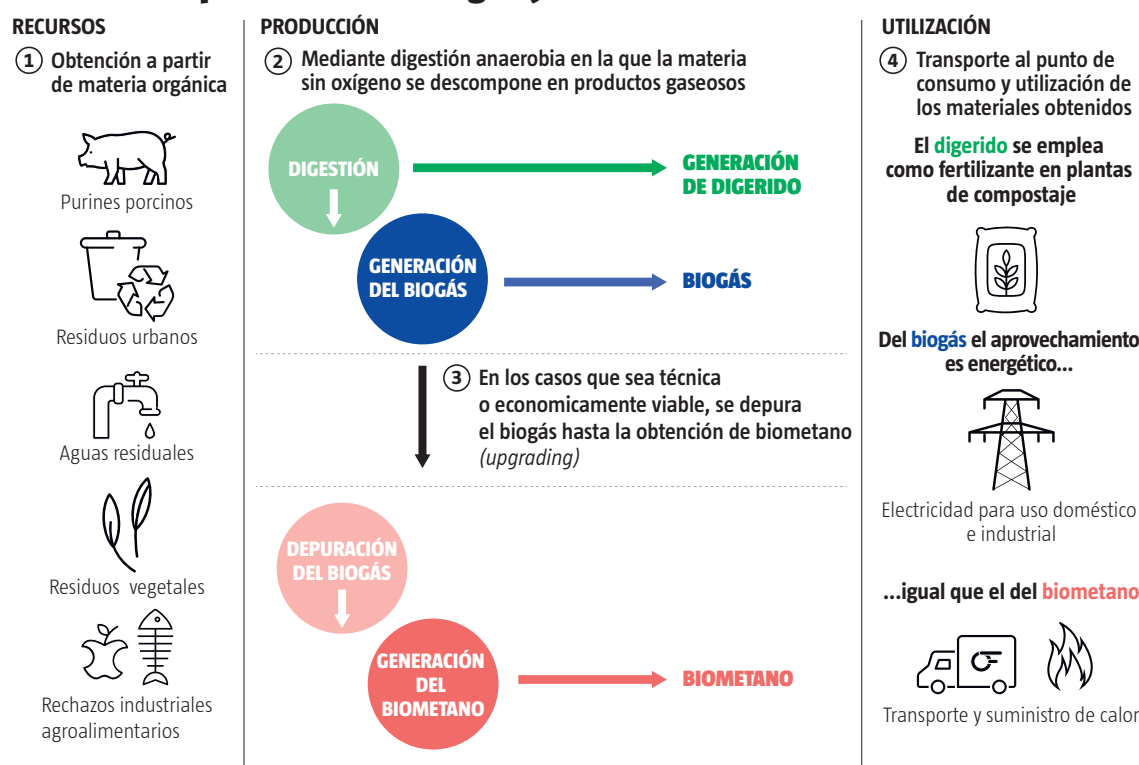 RECURSOS
1 Obtención a partir
de materia orgánica
Purines porcinos
Residuos urbanos
Aguas residuales
Residuos vegetales
Rechazos industriales
agroalimentarios
PRODUCCIÓN
2 Mediante digestión anaerobia en la que la materia
sin oxígeno se descompone en productos gaseosos
DIGESTIÓN
GENERACIÓN
DE DIGERIDO
GENERACIÓN
DEL BIOGÁS
BIOGÁS
3 En los casos que sea técnica
o economicamente viable, se depura
el biogás hasta la obtención de biometano
(upgrading)
DEPURACIÓN
DEL BIOGÁS
GENERACIÓN
DEL
BIOMETANO
BIOMETANO
UTILIZACIÓN
4 Transporte al punto de
consumo y utilización de
los materiales obtenidos
El digerido se emplea
como fertilizante en plantas
de compostaje
Del biogás el aprovechamiento
es energético...
Electricidad para uso doméstico
e industrial
...igual que el del biometano
Transporte y suministro de calor